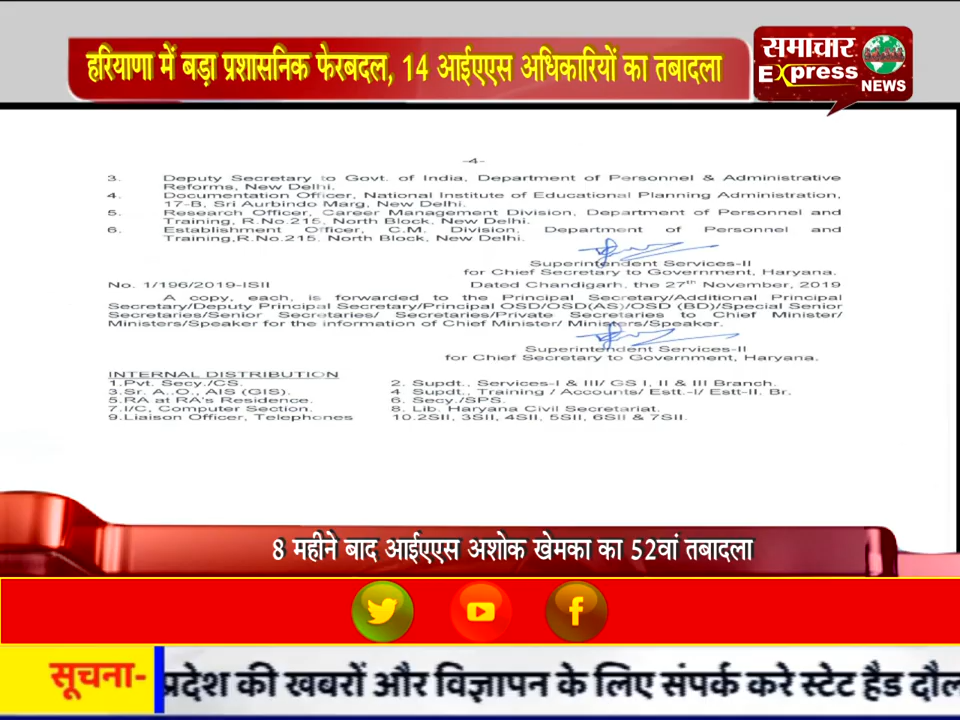 हरियाणा में बड़ा प्रशासनिक फेरबदल, 14 आईएएस अधिकारियों का तबादला
समाचार
Express
NEWS
-4-
3. Deputy Secretary to Govt. of India, Department of Personnel & Administrative
Reforms, New Delhi.
4. Documentation Officer, National Institute of Educational Planning Administration,
17-B, Sri Aurbindo Marg, New Delhi.
5. Research Officer, Career Management Division, Department of Personnel and
Training, R.No.215, North Block, New Delhi.
6. Establishment Officer, C.M. Division, Department of Personnel and
Training,R.No.215, North Block, New Delhi.
Superintendent Services-II
for Chief Secretary to Government, Haryana.
No. 1/196/2019-ISII Dated Chandigarh, the 27th November, 2019
A copy, each, is forwarded to the Principal Secretary/Additional Principal
Secretary/Deputy Principal Secretary/Principal OSD/OSD(AS)/OSD (BD)/Special Senior
Secretaries/Senior Secretaries/ Secretaries/Private Secretaries to Chief Minister/
Ministers/Speaker for the information of Chief Minister/ Ministers/Speaker.
Superintendent Services-II
for Chief Secretary to Government, Haryana.
INTERNAL DISTRIBUTION
1.Pvt. Secy./CS. 2. Supdt., Services-I & III/ GS I, II & III Branch.
3.Sr. A..O., AIS (GIS). 4 Supdt., Training / Accounts/ Estt.-I/ Estt-II, Br.
5.RA at RA's Residence. 6. Secy./SPS.
7.I/C, Computer Section. 8. Lib. Haryana Civil Secretariat.
9.Liaison Officer, Telephones 10.2SII, 3SII, 4SII, 5SII, 6SII & 7SII.
8 महीने बाद आईएएस अशोक खेमका का 52वां तबादला
सूचना- प्रदेश की खबरों और विज्ञापन के लिए संपर्क करे स्टेट हैड दौल